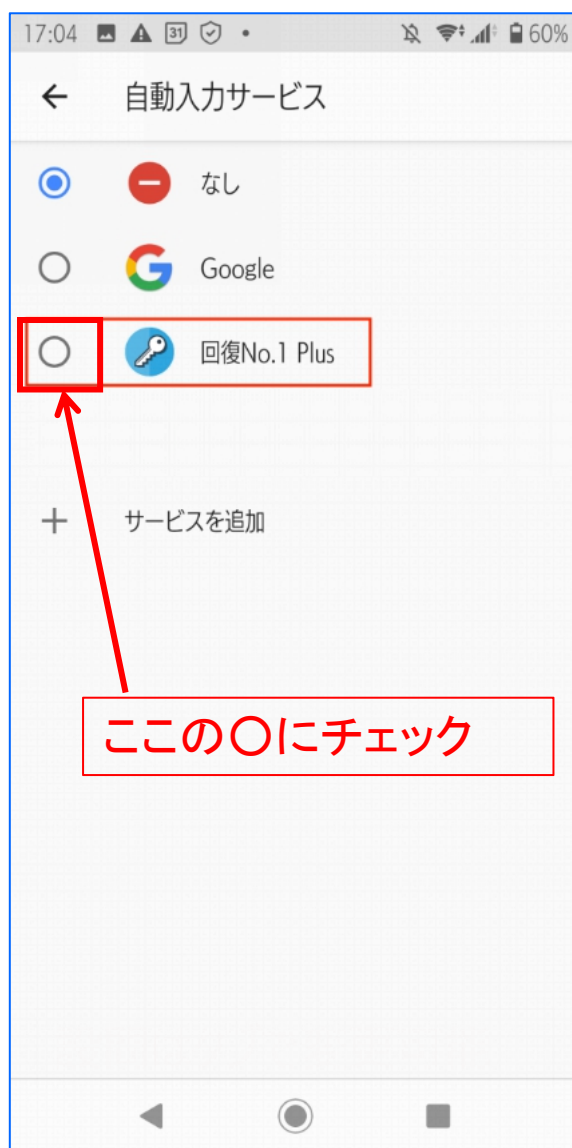 17:04 31 60%
自動入力サービス
なし
Google
回復No.1 Plus
サービスを追加
ここの〇にチェック